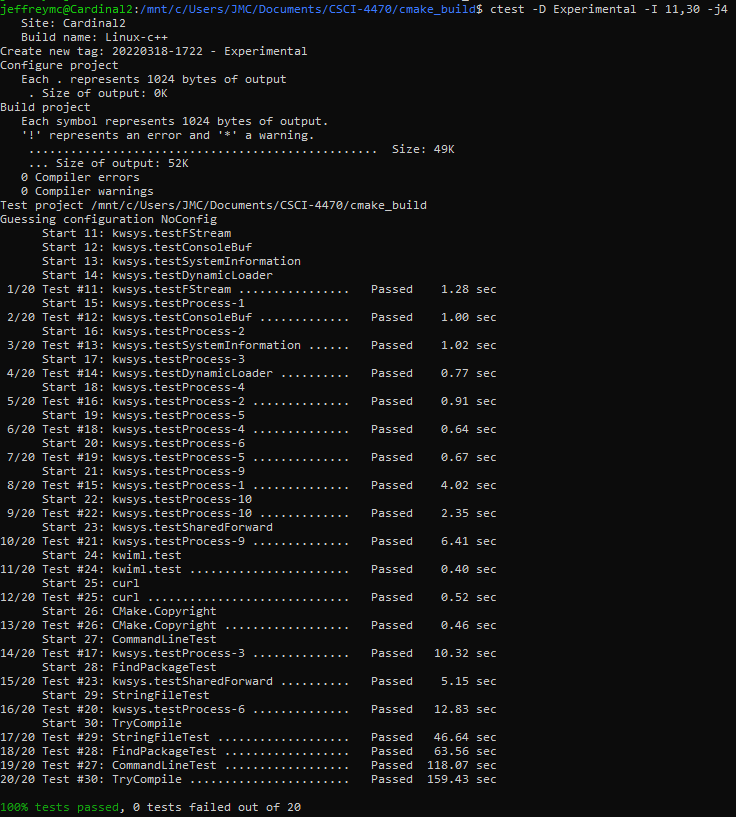 jeffreymc@Cardinal2:/mnt/c/Users/JMC/Documents/CSCI-4470/cmake_build$ ctest -D Experimental -I 11,30 -j4
   Site: Cardinal2
   Build name: Linux-c++
Create new tag: 20220318-1722 - Experimental
Configure project
   Each . represents 1024 bytes of output
    . Size of output: 0K
Build project
   Each symbol represents 1024 bytes of output.
   '!' represents an error and '*' a warning.
    ..................................................  Size: 49K
    ... Size of output: 52K
   0 Compiler errors
   0 Compiler warnings
Test project /mnt/c/Users/JMC/Documents/CSCI-4470/cmake_build
Guessing configuration NoConfig
      Start 11: kwsys.testFStream
      Start 12: kwsys.testConsoleBuf
      Start 13: kwsys.testSystemInformation
      Start 14: kwsys.testDynamicLoader
 1/20 Test #11: kwsys.testFStream ................   Passed    1.28 sec
      Start 15: kwsys.testProcess-1
 2/20 Test #12: kwsys.testConsoleBuf .............   Passed    1.00 sec
      Start 16: kwsys.testProcess-2
 3/20 Test #13: kwsys.testSystemInformation ......   Passed    1.02 sec
      Start 17: kwsys.testProcess-3
 4/20 Test #14: kwsys.testDynamicLoader ..........   Passed    0.77 sec
      Start 18: kwsys.testProcess-4
 5/20 Test #16: kwsys.testProcess-2 ..............   Passed    0.91 sec
      Start 19: kwsys.testProcess-5
 6/20 Test #18: kwsys.testProcess-4 ..............   Passed    0.64 sec
      Start 20: kwsys.testProcess-6
 7/20 Test #19: kwsys.testProcess-5 ..............   Passed    0.67 sec
      Start 21: kwsys.testProcess-9
 8/20 Test #15: kwsys.testProcess-1 ..............   Passed    4.02 sec
      Start 22: kwsys.testProcess-10
 9/20 Test #22: kwsys.testProcess-10 .............   Passed    2.35 sec
      Start 23: kwsys.testSharedForward
10/20 Test #21: kwsys.testProcess-9 ..............   Passed    6.41 sec
      Start 24: kwiml.test
11/20 Test #24: kwiml.test .......................   Passed    0.40 sec
      Start 25: curl
12/20 Test #25: curl .............................   Passed    0.52 sec
      Start 26: CMake.Copyright
13/20 Test #26: CMake.Copyright ..................   Passed    0.46 sec
      Start 27: CommandLineTest
14/20 Test #17: kwsys.testProcess-3 ..............   Passed   10.32 sec
      Start 28: FindPackageTest
15/20 Test #23: kwsys.testSharedForward ..........   Passed    5.15 sec
      Start 29: StringFileTest
16/20 Test #20: kwsys.testProcess-6 ..............   Passed   12.83 sec
      Start 30: TryCompile
17/20 Test #29: StringFileTest ...................   Passed   46.64 sec
18/20 Test #28: FindPackageTest ..................   Passed   63.56 sec
19/20 Test #27: CommandLineTest ..................   Passed  118.07 sec
20/20 Test #30: TryCompile .......................   Passed  159.43 sec

100% tests passed, 0 tests failed out of 20